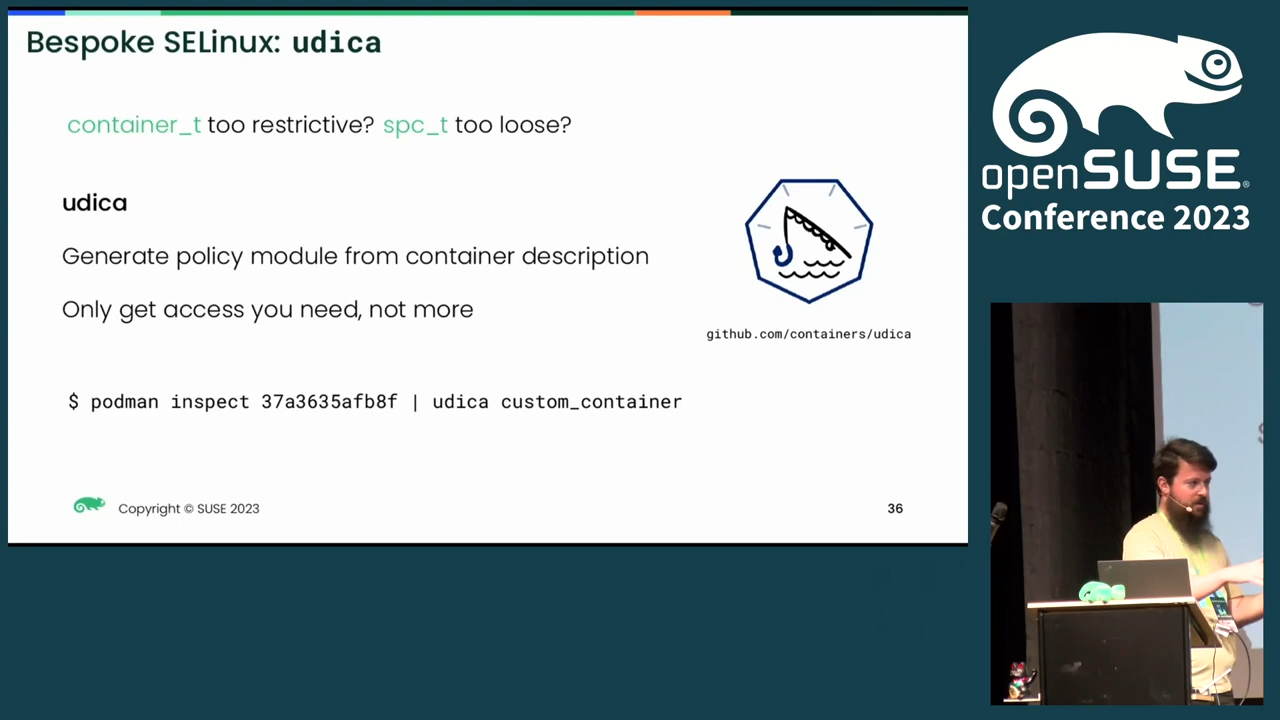 Bespoke SELinux: udica
container_t too restrictive? spc_t too loose?
udica
Generate policy module from container description
Only get access you need, not more
github.com/containers/udica
$ podman inspect 37a3635afb8f | udica custom_container
Copyright © SUSE 2023
36
openSUSE®
Conference 2023